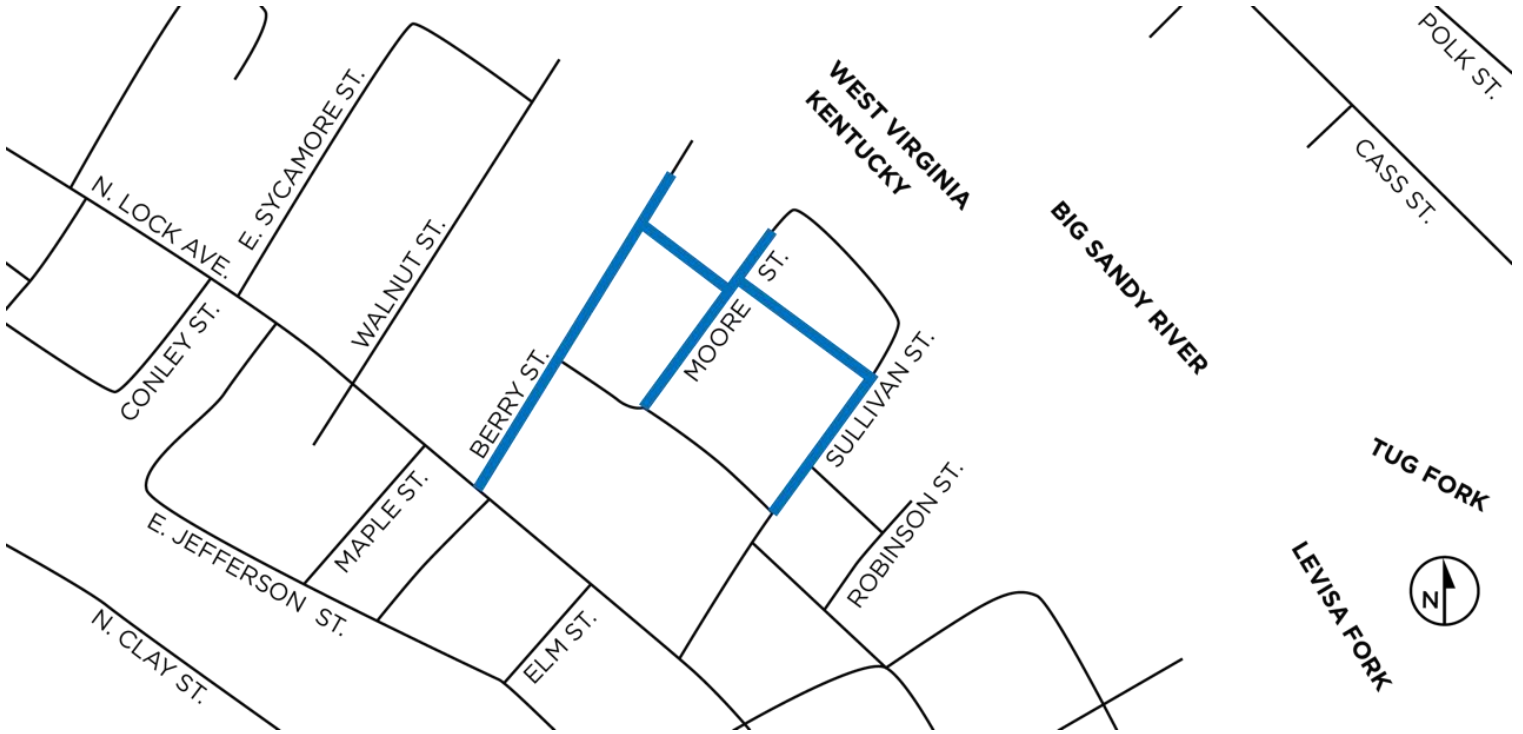 POLK ST.
WEST VIRGINIA
KENTUCKY
CASS ST.
E. SYCAMORE ST.
N. LOCK AVE.
WALNUT ST.
CONLEY ST.
BIG SANDY RIVER
MOORE ST.
BERRY ST.
SULLIVAN ST.
TUG FORK
ROBINSON ST.
MAPLE ST.
E. JEFFERSON ST.
LEVISA FORK
N
ELM ST.
N. CLAY ST.